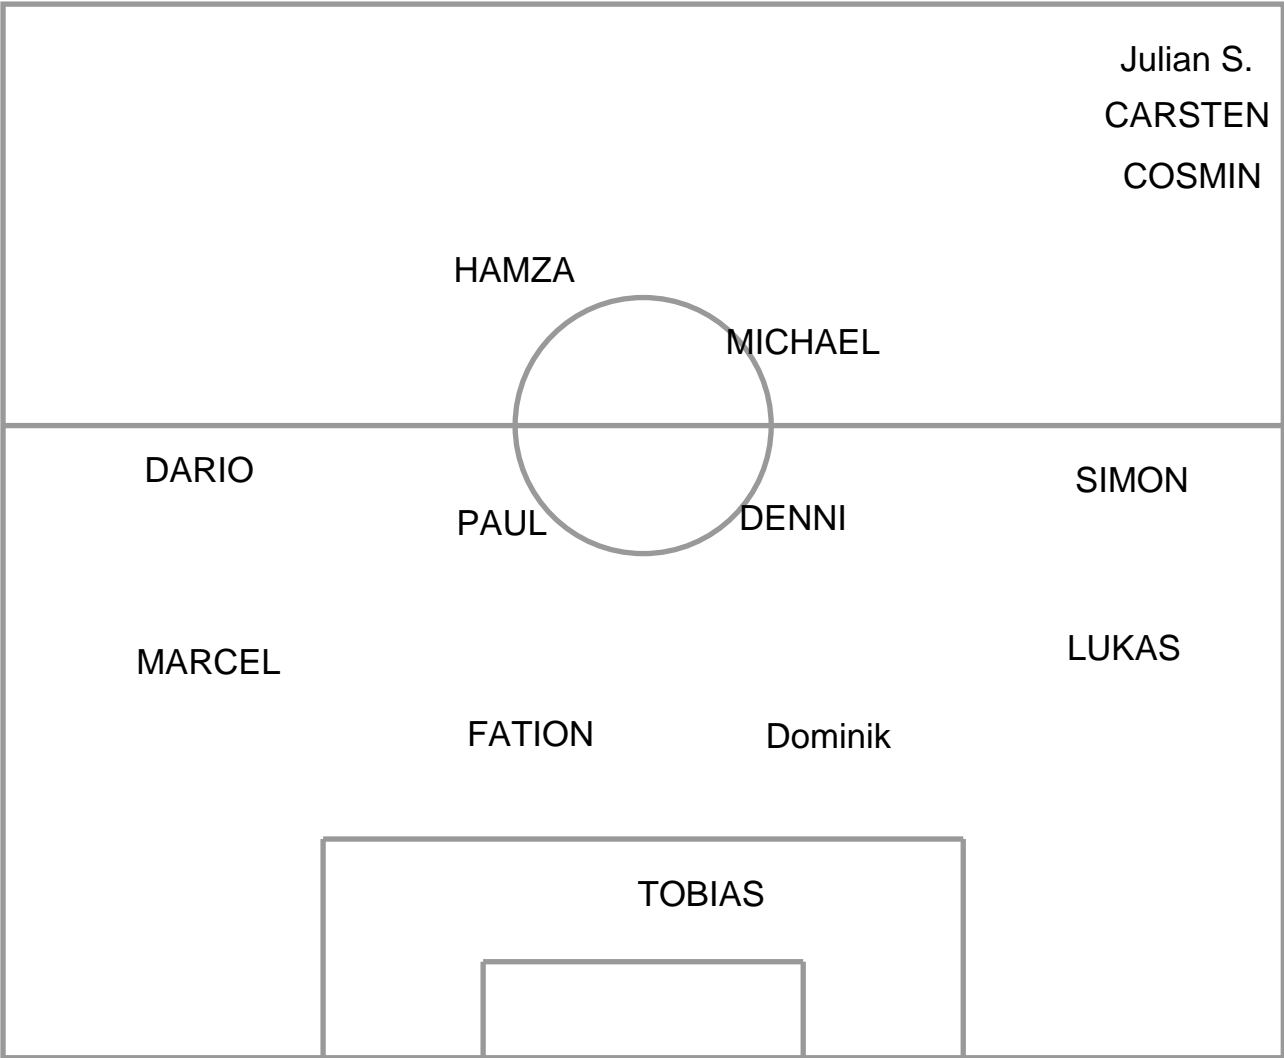 Julian S.
CARSTEN
COSMIN
HAMZA
MICHAEL
DARIO
SIMON
PAUL
DENNI
MARCEL
LUKAS
FATION
Dominik
TOBIAS